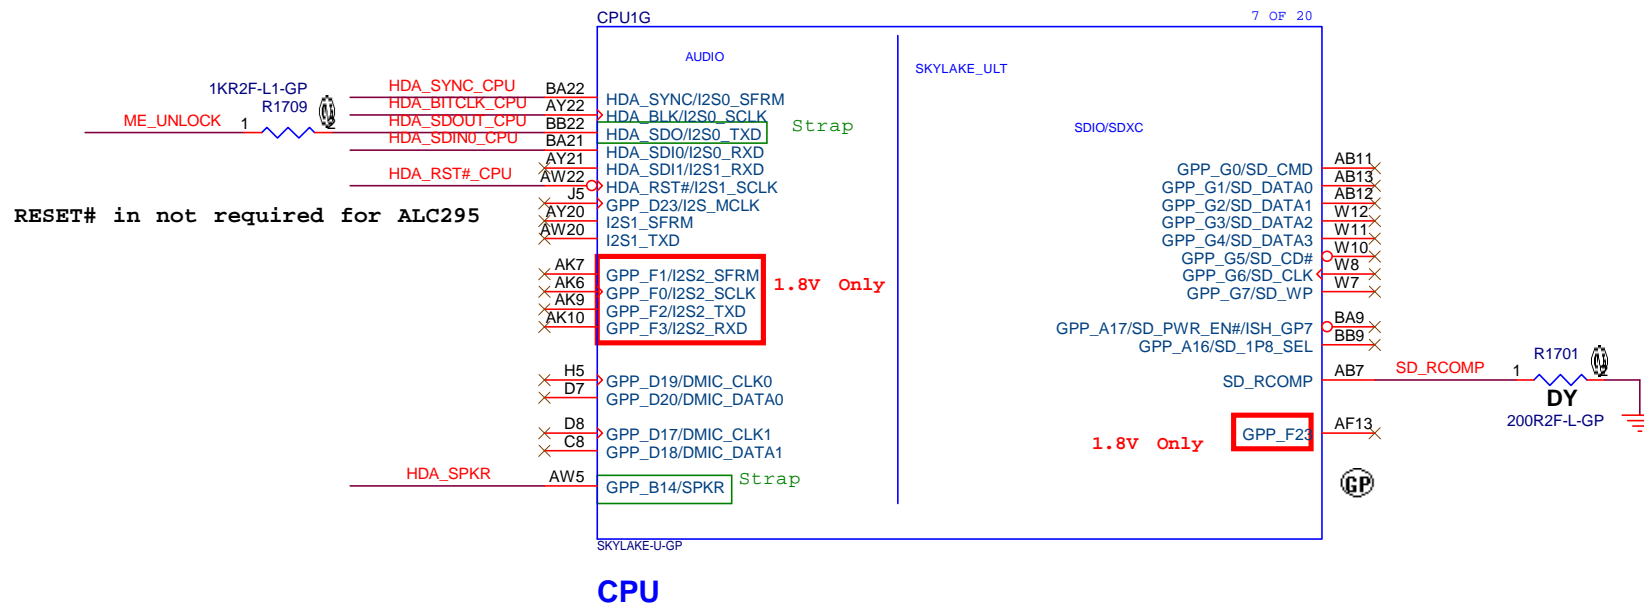 CPU1G
7 OF 20
AUDIO
SKYLAKE_ULT
SDIO/SDXC
1KR2F-L1-GP
R1709
ME_UNLOCK
1
2
HDA_SYNC_CPU
BA22
HDA_SYNC/I2S0_SFRM
HDA_BITCLK_CPU
AY22
HDA_BLK/I2S0_SCLK
HDA_SDOUT_CPU
BB22
HDA_SDO/I2S0_TXD
Strap
HDA_SDIN0_CPU
BA21
HDA_SDI0/I2S0_RXD
AY21
HDA_SDI1/I2S1_RXD
HDA_RST#_CPU
AW22
HDA_RST#/I2S1_SCLK
J5
GPP_D23/I2S_MCLK
RESET# in not required for ALC295
AY20
I2S1_SFRM
AW20
I2S1_TXD
AK7
GPP_F1/I2S2_SFRM
AK6
GPP_F0/I2S2_SCLK
1.8V Only
AK9
GPP_F2/I2S2_TXD
AK10
GPP_F3/I2S2_RXD
H5
GPP_D19/DMIC_CLK0
D7
GPP_D20/DMIC_DATA0
D8
GPP_D17/DMIC_CLK1
C8
GPP_D18/DMIC_DATA1
HDA_SPKR
AW5
GPP_B14/SPKR
Strap
GPP_G0/SD_CMD
AB11
GPP_G1/SD_DATA0
AB13
GPP_G2/SD_DATA1
AB12
GPP_G3/SD_DATA2
W12
GPP_G4/SD_DATA3
W11
GPP_G5/SD_CD#
W10
GPP_G6/SD_CLK
W8
GPP_G7/SD_WP
W7
GPP_A17/SD_PWR_EN#/ISH_GP7
BA9
GPP_A16/SD_1P8_SEL
BB9
SD_RCOMP
AB7
SD_RCOMP
1
2
R1701
DY
200R2F-L-GP
1.8V Only
GPP_F23
AF13
GP
SKYLAKE-U-GP
CPU